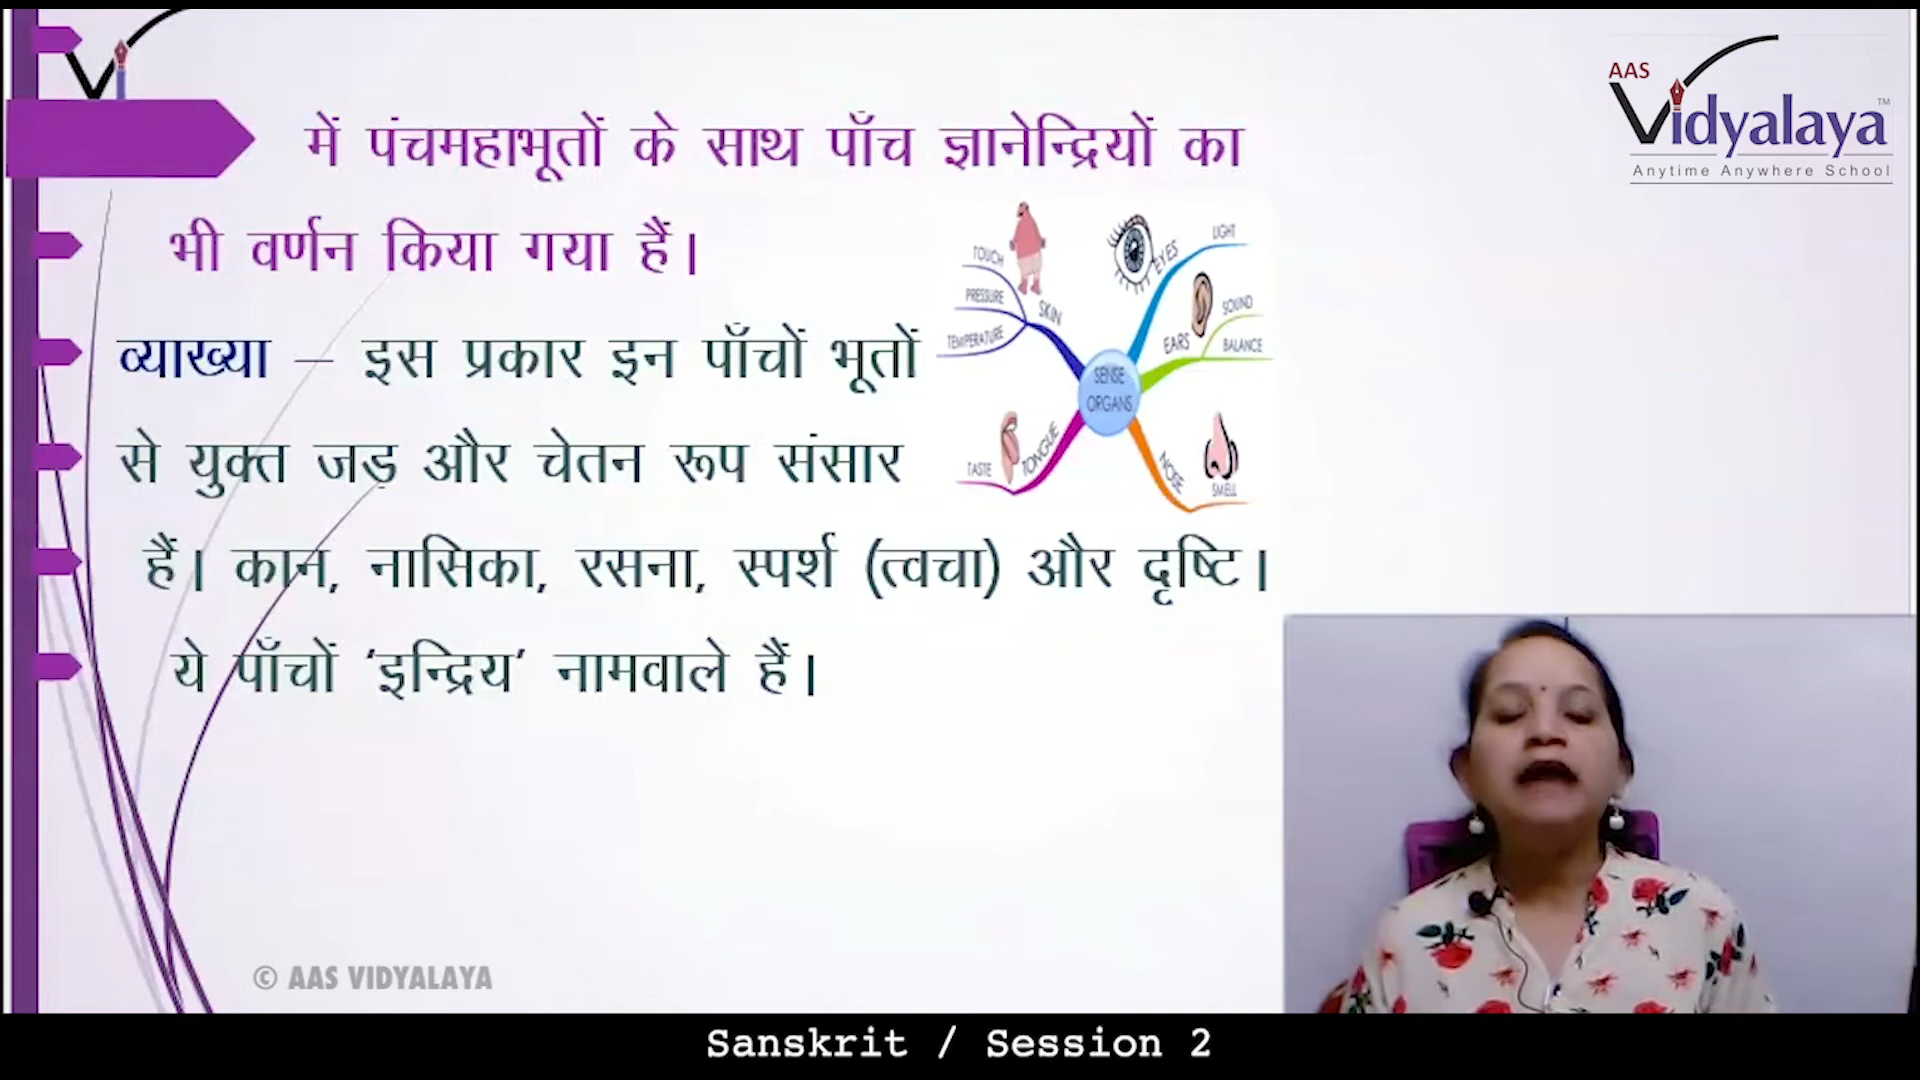 AAS
Vidyalaya™
Anytime Anywhere School
में पंचमहाभूतों के साथ पाँच ज्ञानेन्द्रियों का
भी वर्णन किया गया हैं।
व्याख्या – इस प्रकार इन पाँचों भूतों
से युक्त जड़ और चेतन रूप संसार
हैं। कान, नासिका, रसना, स्पर्श (त्वचा) और दृष्टि।
ये पाँचों ‘इन्द्रिय’ नामवाले हैं।
TOUCH
PRESSURE
TEMPERATURE
SKIN
EYES
LIGHT
EARS
SOUND
BALANCE
SENSE
ORGANS
TASTE
TONGUE
NOSE
SMELL
© AAS VIDYALAYA
Sanskrit / Session 2